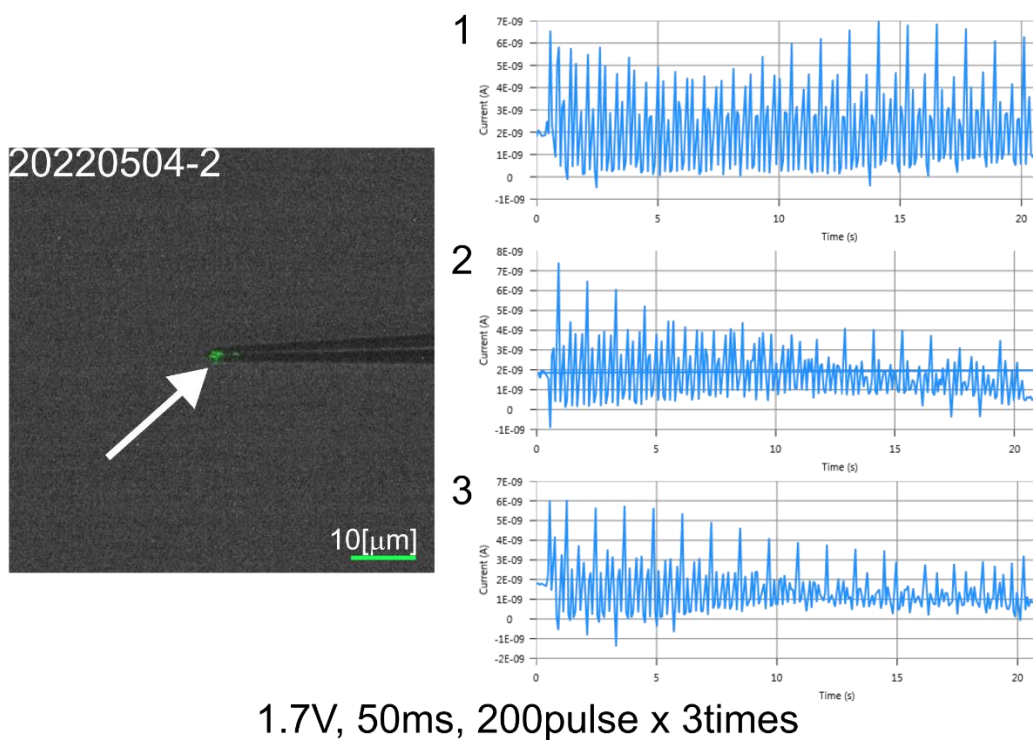 20220504-2
10[μm]
1
7E-09
6E-09
5E-09
4E-09
3E-09
2E-09
1E-09
0
-1E-09
Current (A)
0
5
10
15
20
Time (s)
2
8E-09
7E-09
6E-09
5E-09
4E-09
3E-09
2E-09
1E-09
0
-1E-09
Current (A)
0
5
10
15
20
Time (s)
3
7E-09
6E-09
5E-09
4E-09
3E-09
2E-09
1E-09
0
-1E-09
-2E-09
Current (A)
0
5
10
15
20
Time (s)
1.7V, 50ms, 200pulse x 3times